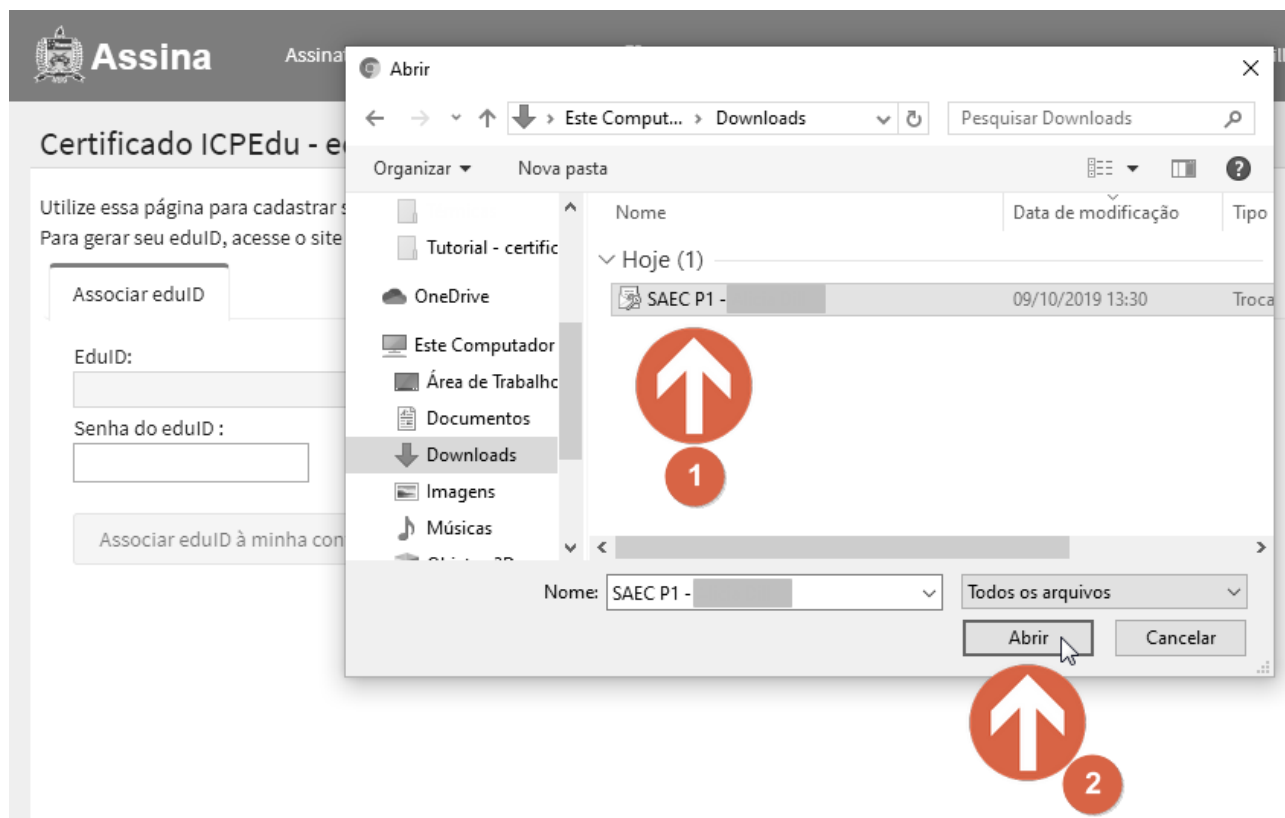 Assina
Assina
Certificado ICPEdu - e
Utilize essa página para cadastrar s
Para gerar seu eduID, acesse o site
Associar eduID
EduID:
Senha do eduID :
Associar eduID à minha con
Abrir
Este Comput... > Downloads
Pesquisar Downloads
Organizar
Nova pasta
Tutorial - certific
OneDrive
Este Computador
Área de Trabalho
Documentos
Downloads
Imagens
Músicas
Nome
Data de modificação
Tipo
Hoje (1)
SAEC P1 -
09/10/2019 13:30
Troca
1
Nome:
SAEC P1 -
Todos os arquivos
Abrir
Cancelar
2